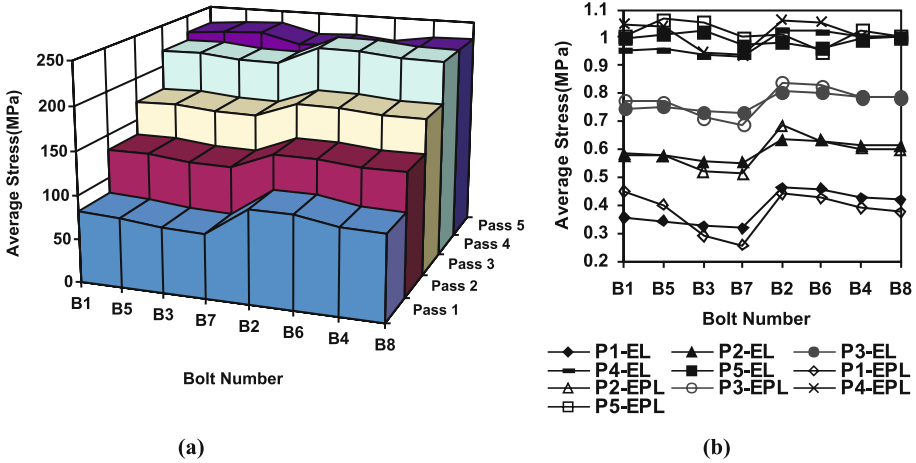 Average Stress(MPa)
250
200
150
100
50
0
B1
B5
B3
B7
B2
B6
B4
B8
Pass 5
Pass 4
Pass 3
Pass 2
Pass 1
Bolt Number
(a)
Average Stress(MPa)
1.1
1
0.9
0.8
0.7
0.6
0.5
0.4
0.3
0.2
B1 B5 B3 B7 B2 B6 B4 B8
Bolt Number
P1-EL P2-EL P3-EL
P4-EL P5-EL P1-EPL
P2-EPL P3-EPL P4-EPL
P5-EPL
(b)